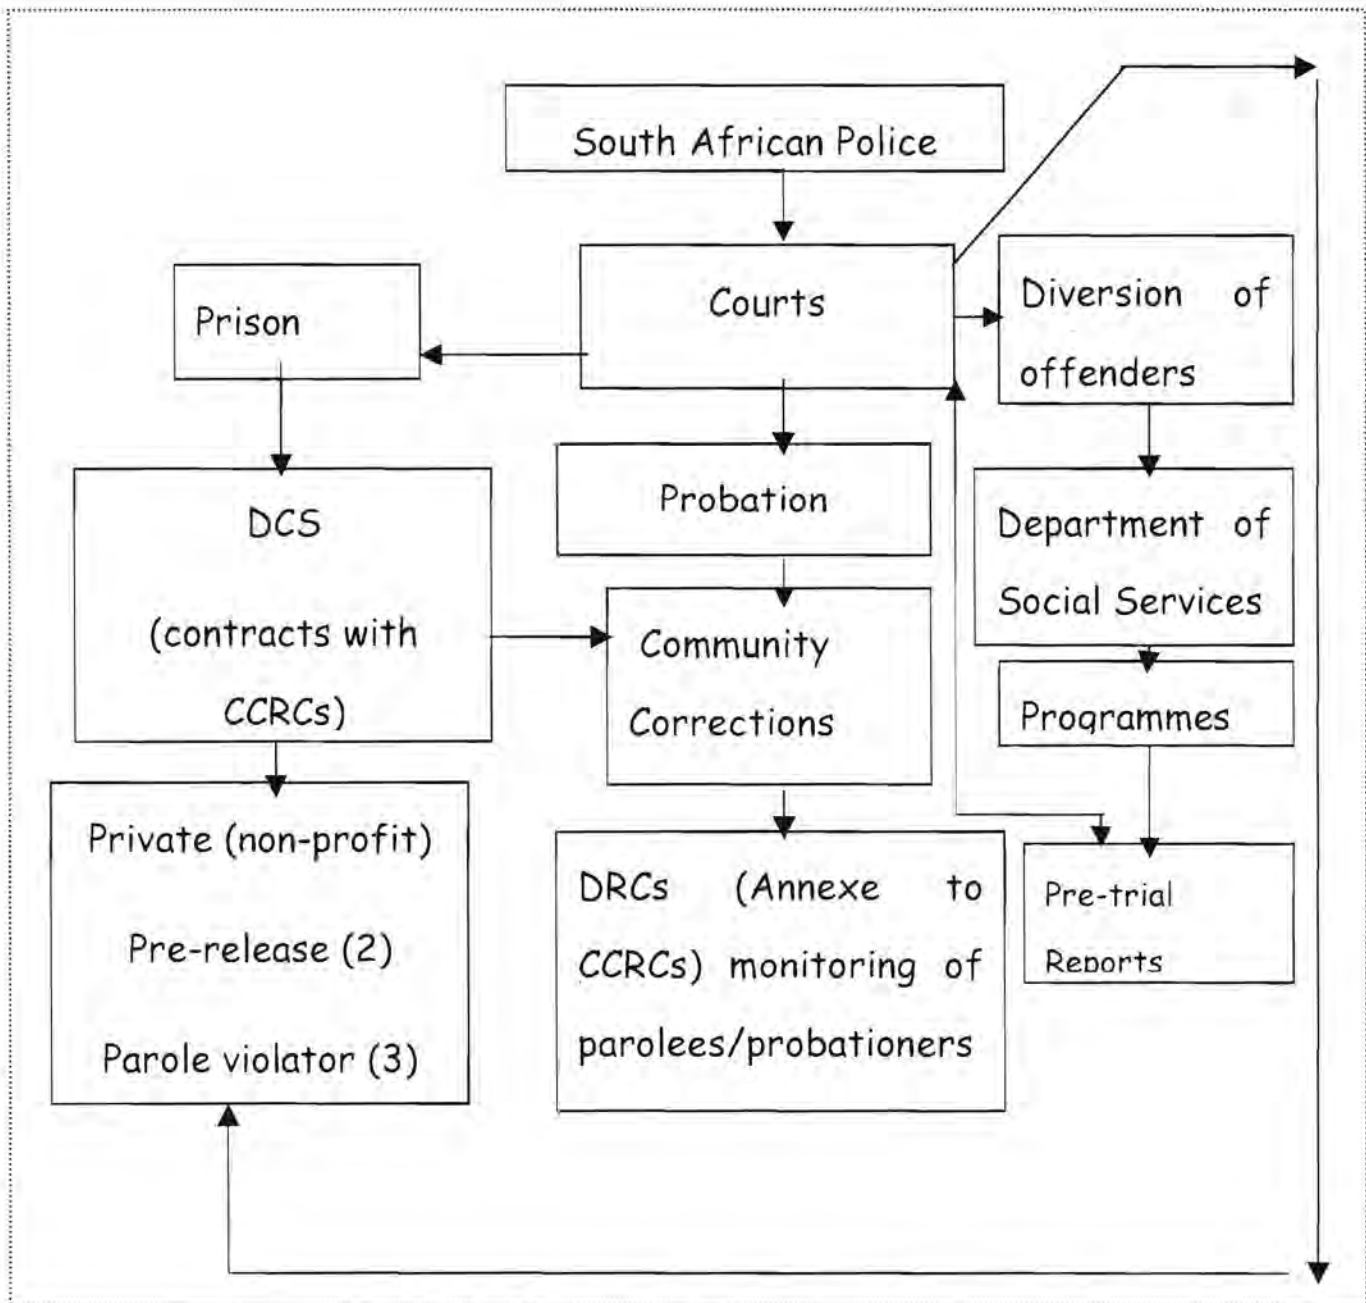 South African Police
Courts
Prison
Diversion of
offenders
DCS
(contracts with
CCRCs)
Probation
Department of
Social Services
Community
Corrections
Programmes
Private (non-profit)
Pre-release (2)
Parole violator (3)
DRCs (Annexe to
CCRCs) monitoring of
parolees/probationers
Pre-trial
Reports